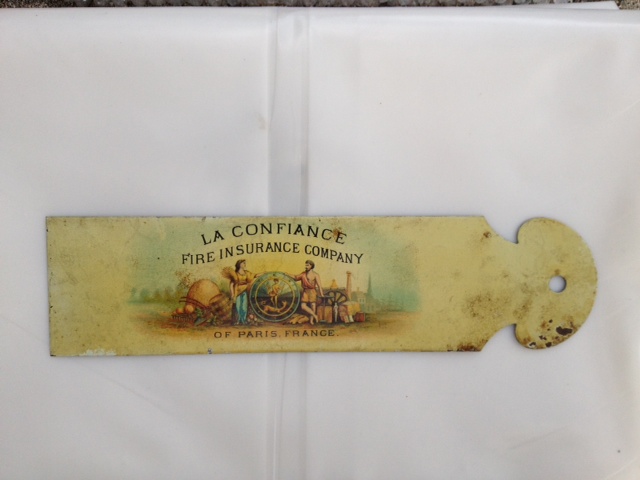 LA CONFIANCE
FIRE INSURANCE COMPANY
OF PARIS, FRANCE.